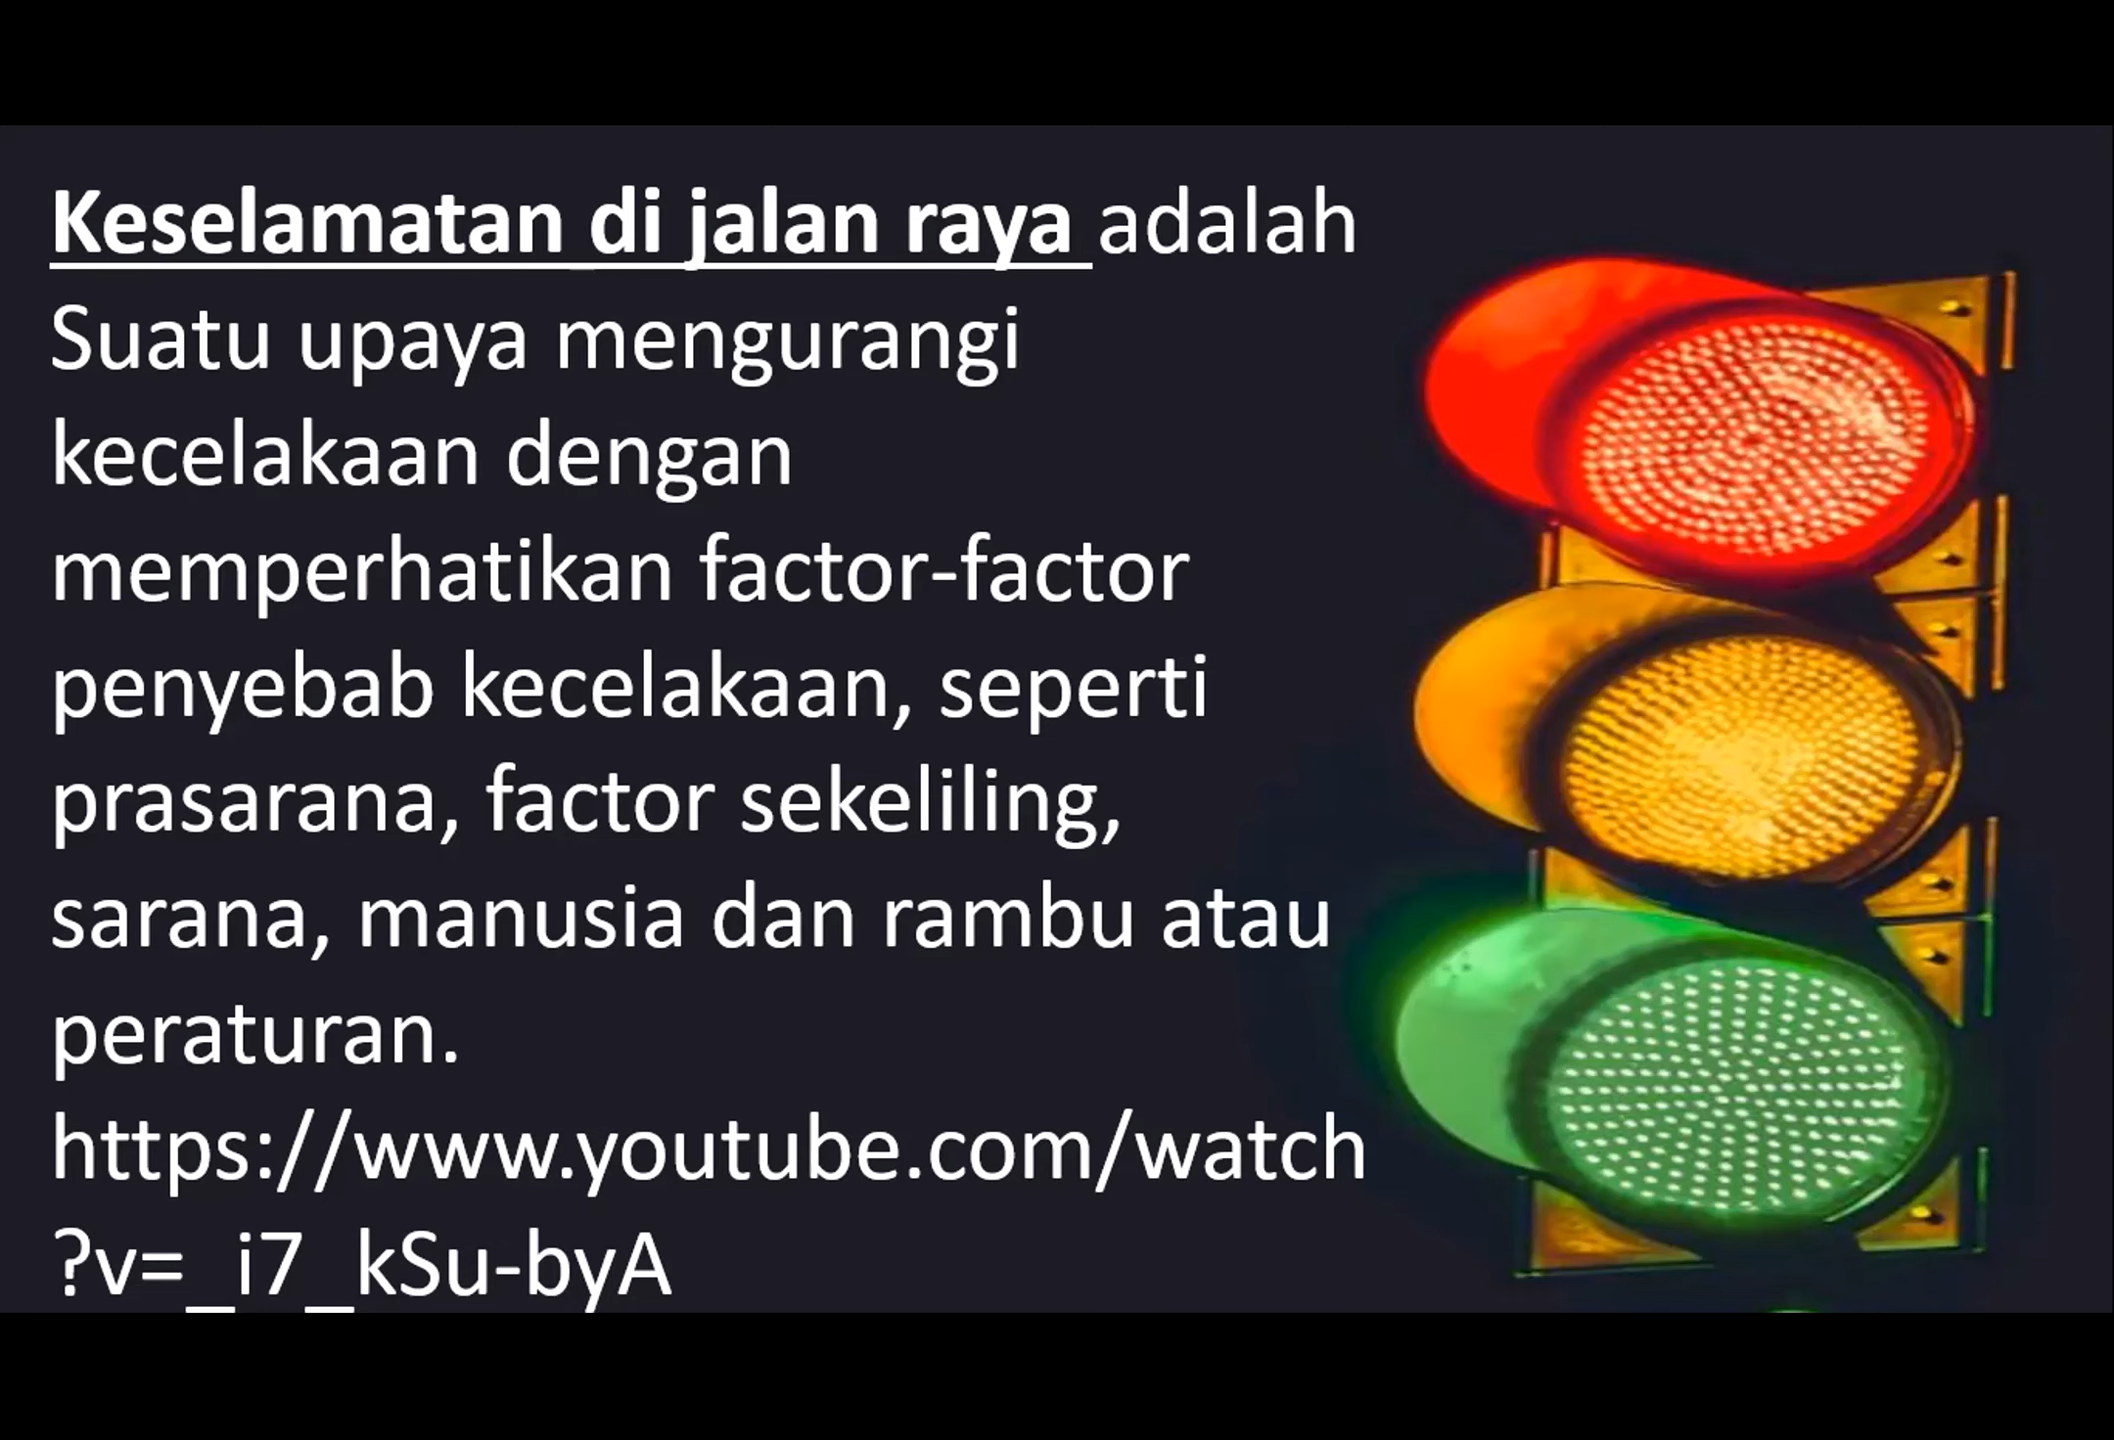 Keselamatan di jalan raya adalah
Suatu upaya mengurangi
kecelakaan dengan
memperhatikan factor-factor
penyebab kecelakaan, seperti
prasarana, factor sekeliling,
sarana, manusia dan rambu atau
peraturan.
https://www.youtube.com/watch
?v=_i7_kSu-byA